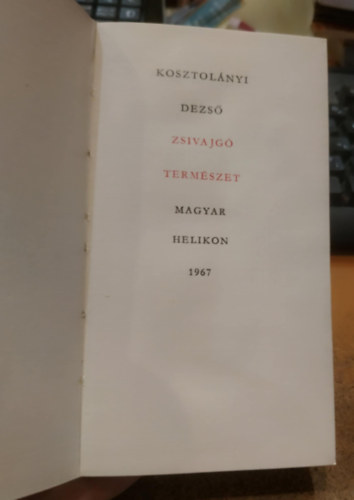 KOSZTOLÁNYI
DEZSŐ
ZSIVAJGÓ
TERMÉSZET
MAGYAR
HELIKON
1967